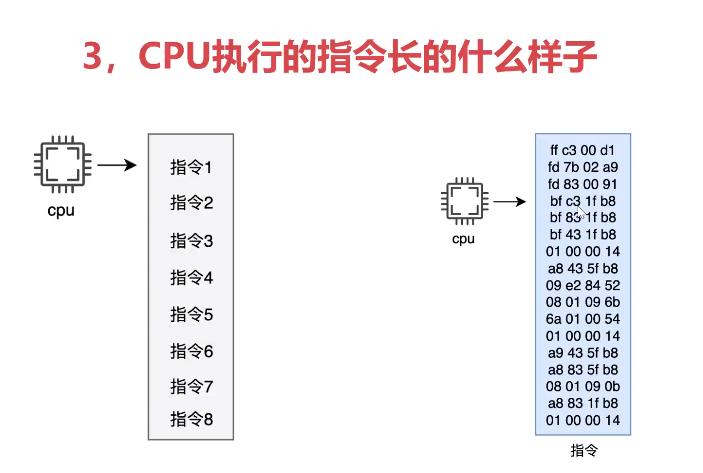 3，CPU执行的指令长的什么样子
cpu
指令1
指令2
指令3
指令4
指令5
指令6
指令7
指令8
cpu
ff c3 00 d1
fd 7b 02 a9
fd 83 00 91
bf c3 1f b8
bf 83 1f b8
bf 43 1f b8
01 00 00 14
a8 43 5f b8
09 e2 84 52
08 01 09 6b
6a 01 00 54
01 00 00 14
a9 43 5f b8
a8 83 5f b8
08 01 09 0b
a8 83 1f b8
01 00 00 14
指令